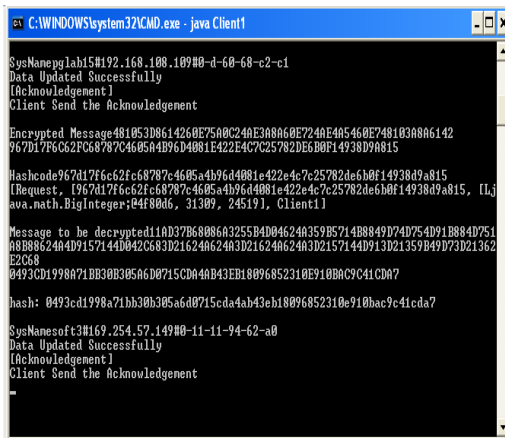 C:\WINDOWS\system32\CMD.exe - java Client1
SysNamepglab15#192.168.108.109#0-d-60-68-c2-c1
Data Updated Successfully
[Acknowledgement]
Client Send the Acknowledgement
Encrypted Message481053D8614260E75A0C24AE3A8A60E724AE4A5460E748103A8A6142
967D17F6C62FC68787C4605A4B96D4081E422E4C7C25782DE6B0F14938D9A815
Hashcode967d17f6c62fc68787c4605a4b96d4081e422e4c7c25782de6b0f14938d9a815
[Request, [967d17f6c62fc68787c4605a4b96d4081e422e4c7c25782de6b0f14938d9a815, [Lj
ava.math.BigInteger;@4f80d6, 31309, 24519], Client1]
Message to be decrypted11AD37B68086A3255B4D04624A359B5714B8849D74D754D91B884D751
A8B88624A4D9157144D042C683D21624A624A3D21624A624A3D2157144D913D21359B49D73D21362
E2C68
0493CD1998A71BB30B305A6D0715CDA4AB43EB18096852310E910BAC9C41CDA7
hash: 0493cd1998a71bb30b305a6d0715cda4ab43eb18096852310e910bac9c41cda7
SysNamesoft3#169.254.57.149#0-11-11-94-62-a0
Data Updated Successfully
[Acknowledgement]
Client Send the Acknowledgement